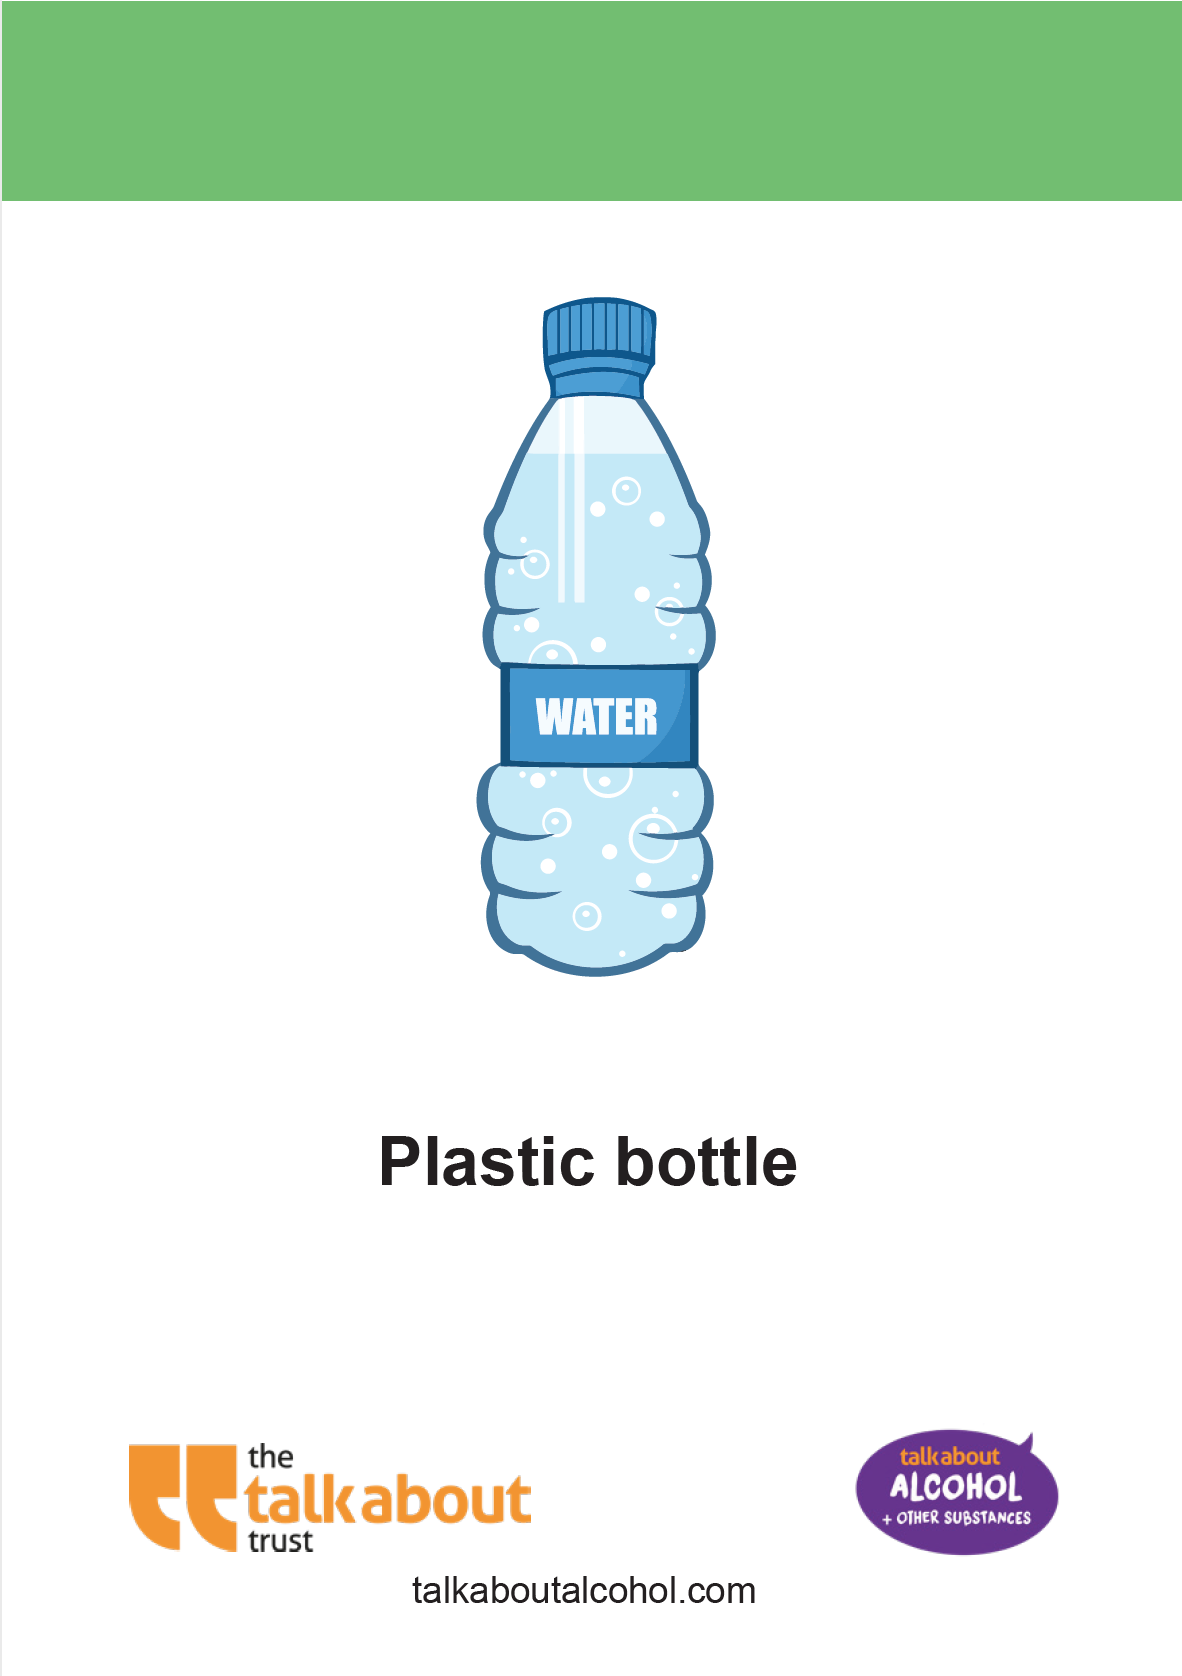 WATER
Plastic bottle
the
talkabout
trust
talkabout
ALCOHOL
+ OTHER SUBSTANCES
talkaboutalcohol.com